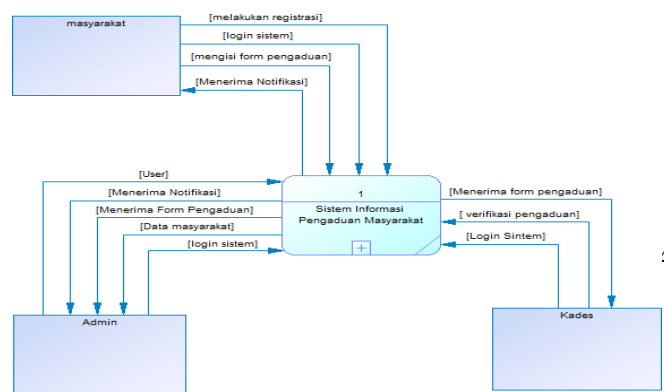 masyarakat
[melakukan registrasi]
[login sistem]
[mengisi form pengaduan]
[Menerima Notifikasi]
[User]
[Menerima Notifikasi]
[Menerima Form Pengaduan]
[Data masyarakat]
[login sistem]
1
Sistem Informasi
Pengaduan Masyarakat
[Menerima form pengaduan]
[ verifikasi pengaduan]
[Login Sintem]
Admin
Kades